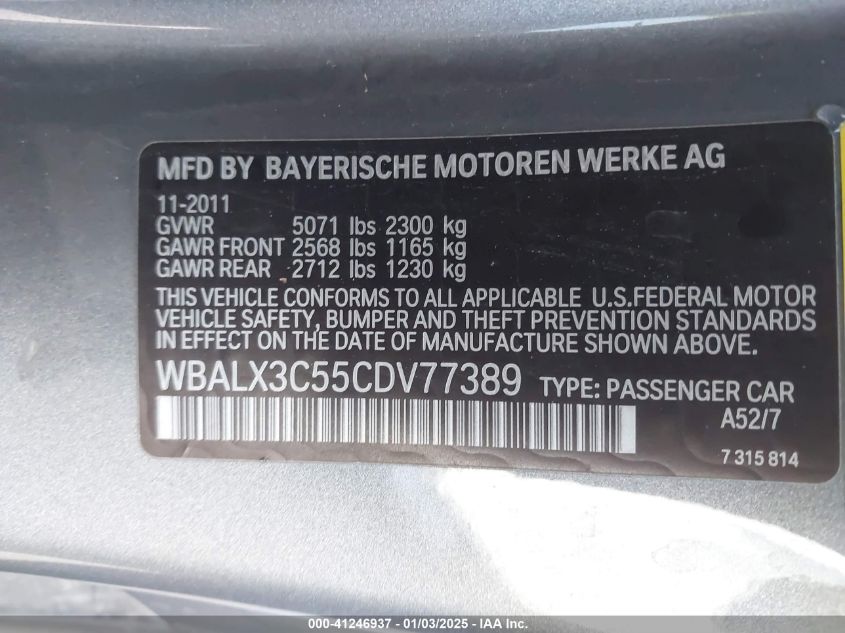 MFD BY BAYERISCHE MOTOREN WERKE AG
11-2011
GVWR 5071 lbs 2300 kg
GAWR FRONT 2568 lbs 1165 kg
GAWR REAR 2712 lbs 1230 kg
THIS VEHICLE CONFORMS TO ALL APPLICABLE U.S.FEDERAL MOTOR
VEHICLE SAFETY, BUMPER AND THEFT PREVENTION STANDARDS
IN EFFECT ON THE DATE OF MANUFACTURE SHOWN ABOVE.
WBALX3C55CDV77389 TYPE: PASSENGER CAR
A52/7
7 315 814
000-41246937 - 01/03/2025 - IAA Inc.